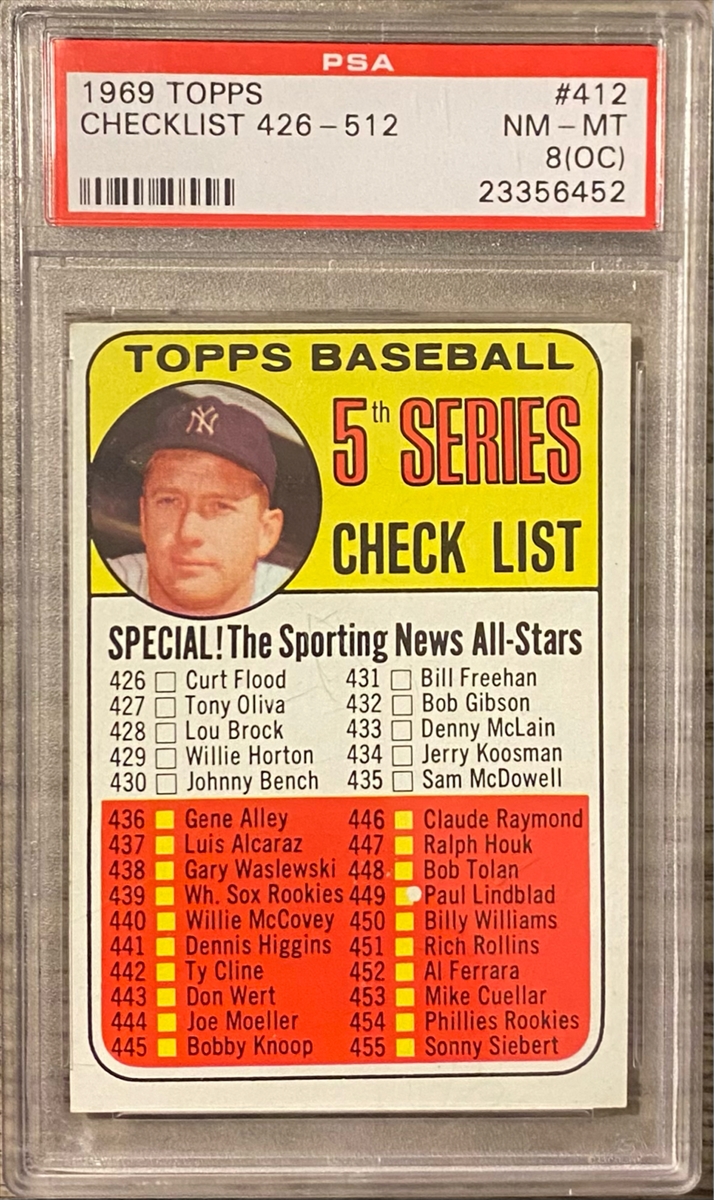 PSA
1969 TOPPS #412
CHECKLIST 426-512 NM-MT
8(OC)
23356452
TOPPS BASEBALL
NY
5th SERIES
CHECK LIST
SPECIAL! The Sporting News All-Stars
426 Curt Flood 431 Bill Freehan
427 Tony Oliva 432 Bob Gibson
428 Lou Brock 433 Denny McLain
429 Willie Horton 434 Jerry Koosman
430 Johnny Bench 435 Sam McDowell
436 Gene Alley 446 Claude Raymond
437 Luis Alcaraz 447 Ralph Houk
438 Gary Waslewski 448 Bob Tolan
439 Wh. Sox Rookies 449 Paul Lindblad
440 Willie McCovey 450 Billy Williams
441 Dennis Higgins 451 Rich Rollins
442 Ty Cline 452 Al Ferrara
443 Don Wert 453 Mike Cuellar
444 Joe Moeller 454 Phillies Rookies
445 Bobby Knoop 455 Sonny Siebert